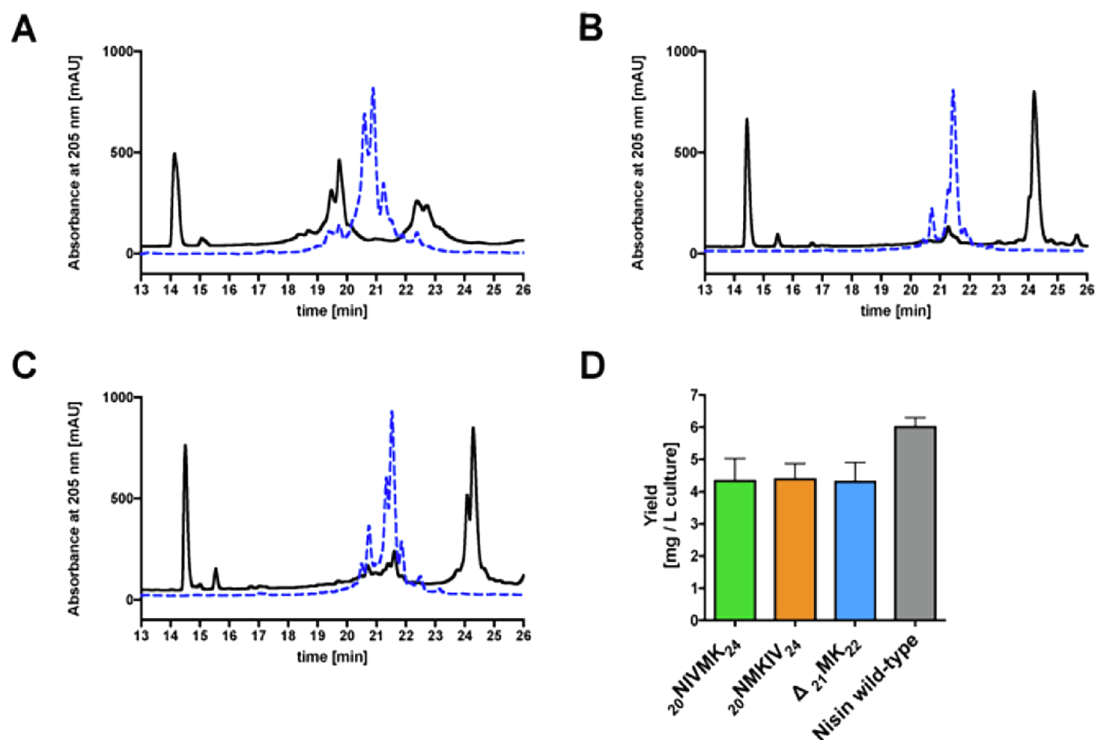 A
Absorbance at 205 nm [mAU]
1000
500
0
13 14 15 16 17 18 19 20 21 22 23 24 25 26
time [min]
B
Absorbance at 205 nm [mAU]
1000
500
0
13 14 15 16 17 18 19 20 21 22 23 24 25 26
time [min]
C
Absorbance at 205 nm [mAU]
1000
500
0
13 14 15 16 17 18 19 20 21 22 23 24 25 26
time [min]
D
Yield
[mg / L culture]
7
6
5
4
3
2
1
0
₂₀NIVMK₂₄
₂₀NMKIV₂₄
Δ ₂₁MK₂₂
Nisin wild-type